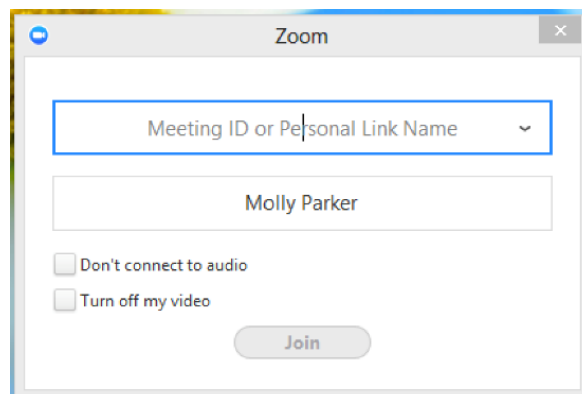 Zoom
Meeting ID or Personal Link Name
Molly Parker
Don't connect to audio
Turn off my video
Join